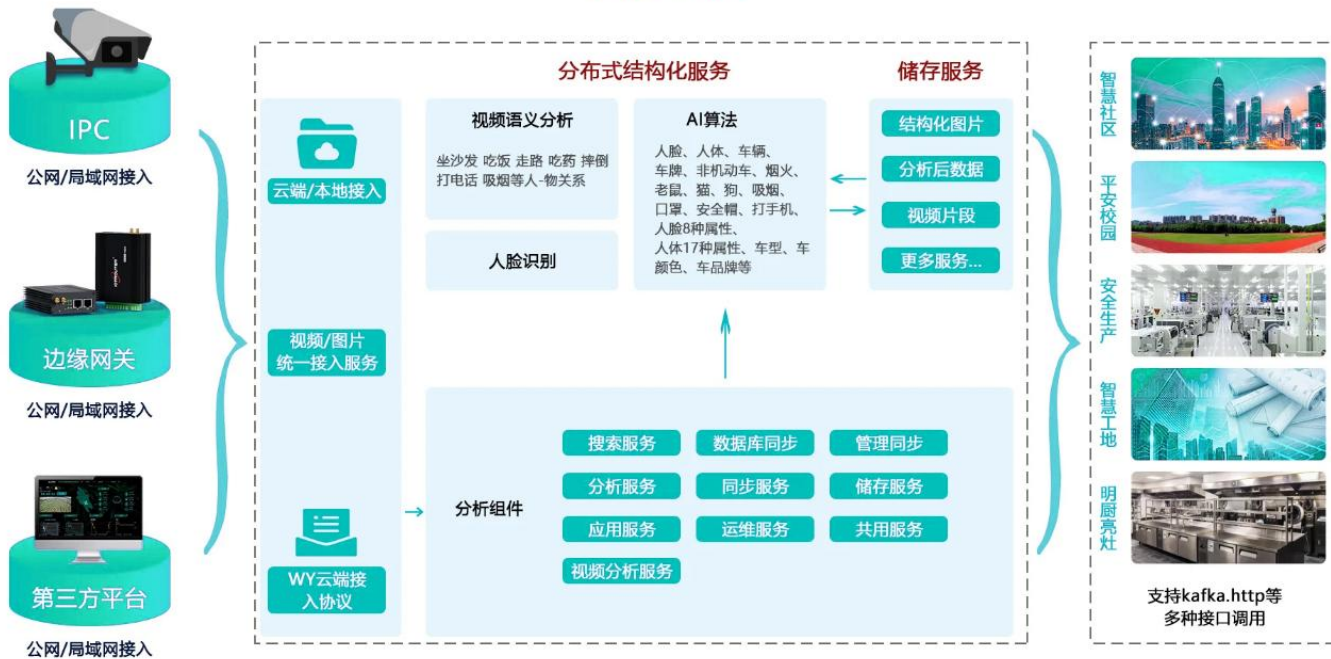 IPC
公网/局域网接入
边缘网关
公网/局域网接入
第三方平台
公网/局域网接入
云端/本地接入
视频/图片
统一接入服务
WY云端接
入协议
分布式结构化服务
视频语义分析
坐沙发 吃饭 走路 吃药 摔倒
打电话 吸烟等人-物关系
人脸识别
AI算法
人脸、人体、车辆、
车牌、非机动车、烟火、
老鼠、猫、狗、吸烟、
口罩、安全帽、打手机、
人脸8种属性、
人体17种属性、车型、车
颜色、车品牌等
储存服务
结构化图片
分析后数据
视频片段
更多服务...
分析组件
搜索服务
数据库同步
管理同步
分析服务
同步服务
储存服务
应用服务
运维服务
共用服务
视频分析服务
智慧社区
平安校园
安全生产
智慧工地
明厨亮灶
支持kafka.http等
多种接口调用